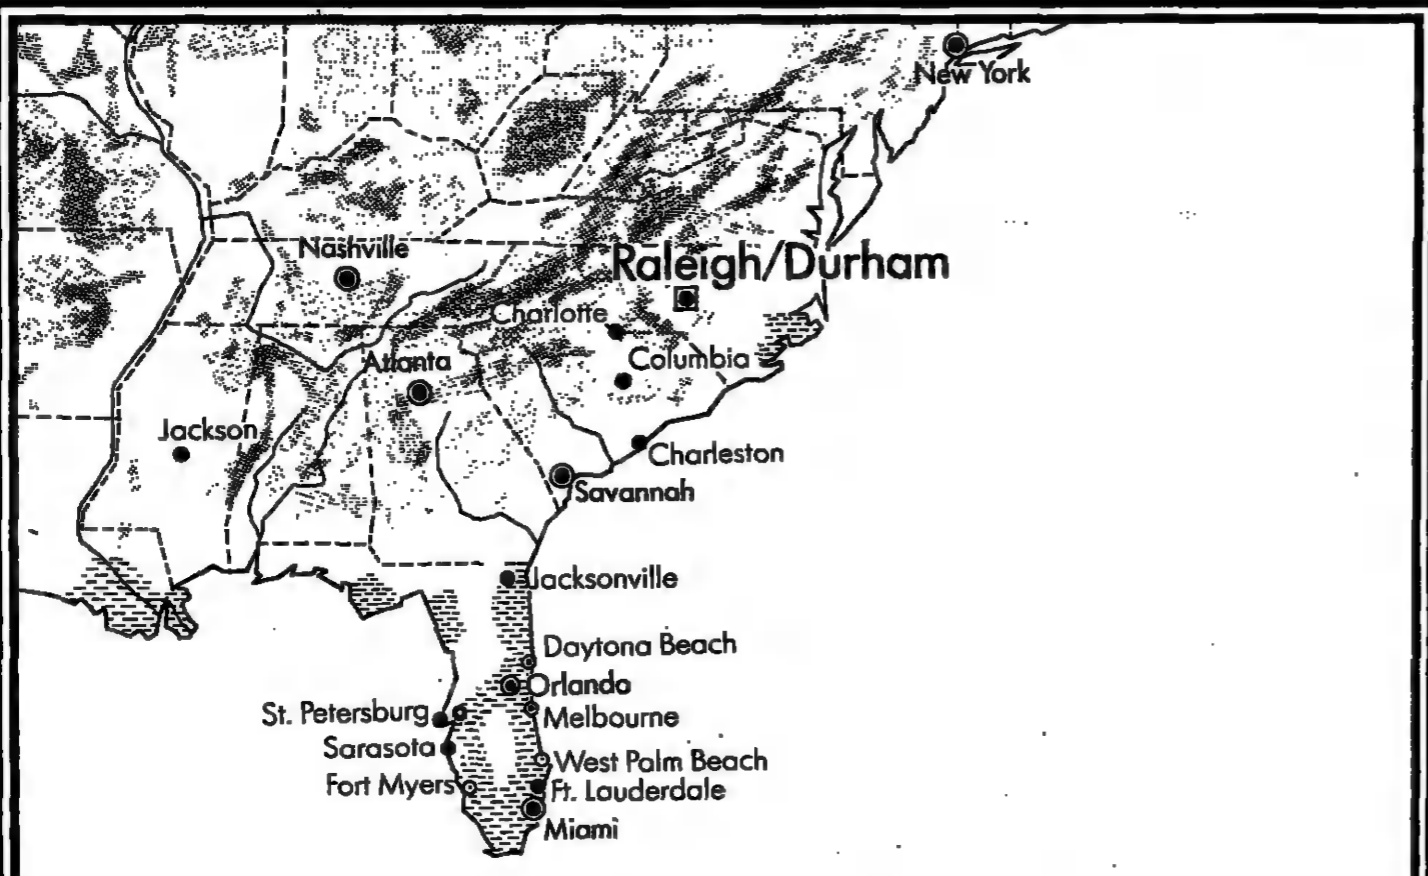 New York
Nashville
Raleigh/Durham
Charlotte
Atlanta
Columbia
Jackson
Charleston
Savannah
Jacksonville
Daytona Beach
Orlando
St. Petersburg
Melbourne
Sarasota
West Palm Beach
Fort Myers
Ft. Lauderdale
Miami